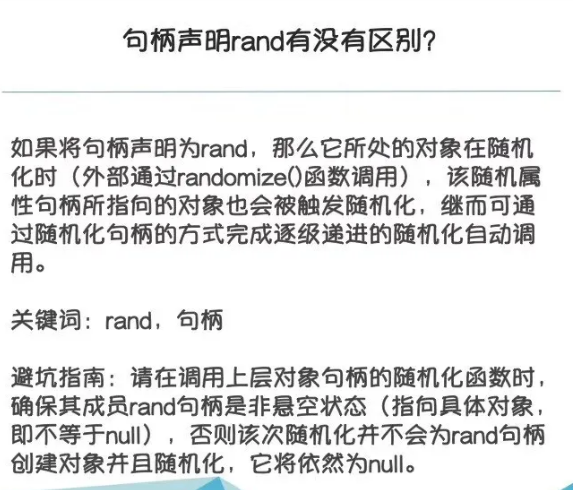 句柄声明rand有没有区别？
如果将句柄声明为rand，那么它所处的对象在随机
化时（外部通过randomize()函数调用），该随机属
性句柄所指向的对象也会被触发随机化，继而可通
过随机化句柄的方式完成逐级递进的随机化自动调
用。
关键词：rand，句柄
避坑指南：请在调用上层对象句柄的随机化函数时，
确保其成员rand句柄是非悬空状态（指向具体对象，
即不等于null），否则该次随机化并不会为rand句柄
创建对象并且随机化，它将依然为null。